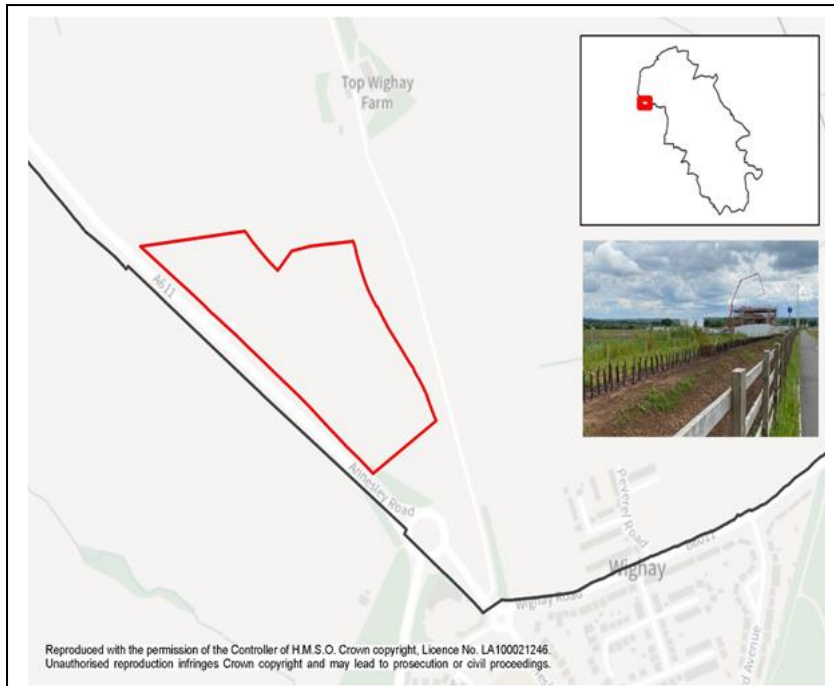 Top Wighay
Farm
A611
Annesley Road
Peverel Road
B6011
Wighay
Wighay Road
d Avenue
Reproduced with the permission of the Controller of H.M.S.O. Crown copyright, Licence No. LA100021246.
Unauthorised reproduction infringes Crown copyright and may lead to prosecution or civil proceedings.